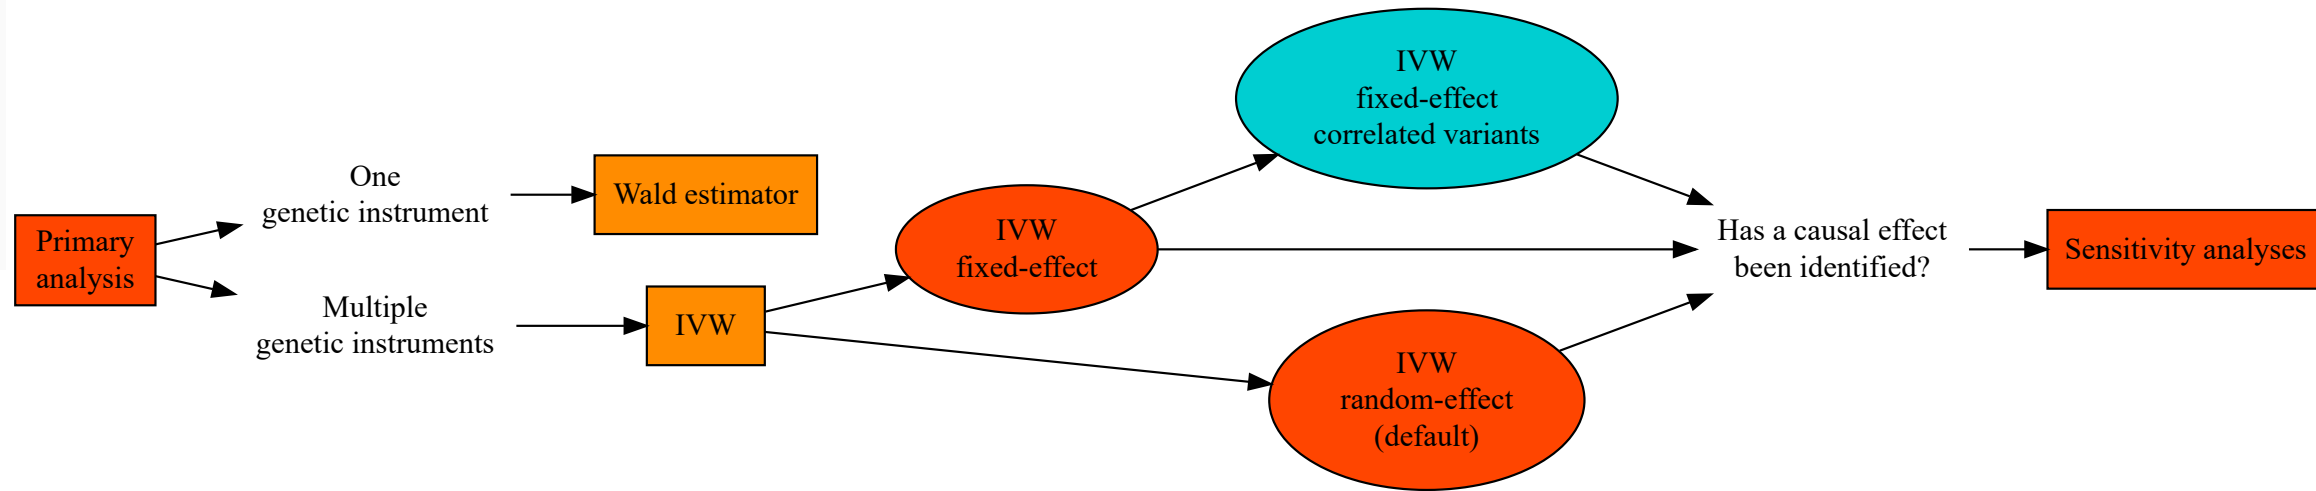 Primary
analysis
One
genetic instrument
Multiple
genetic instruments
Wald estimator
IVW
IVW
fixed-effect
IVW
fixed-effect
correlated variants
IVW
random-effect
(default)
Has a causal effect
been identified?
Sensitivity analyses